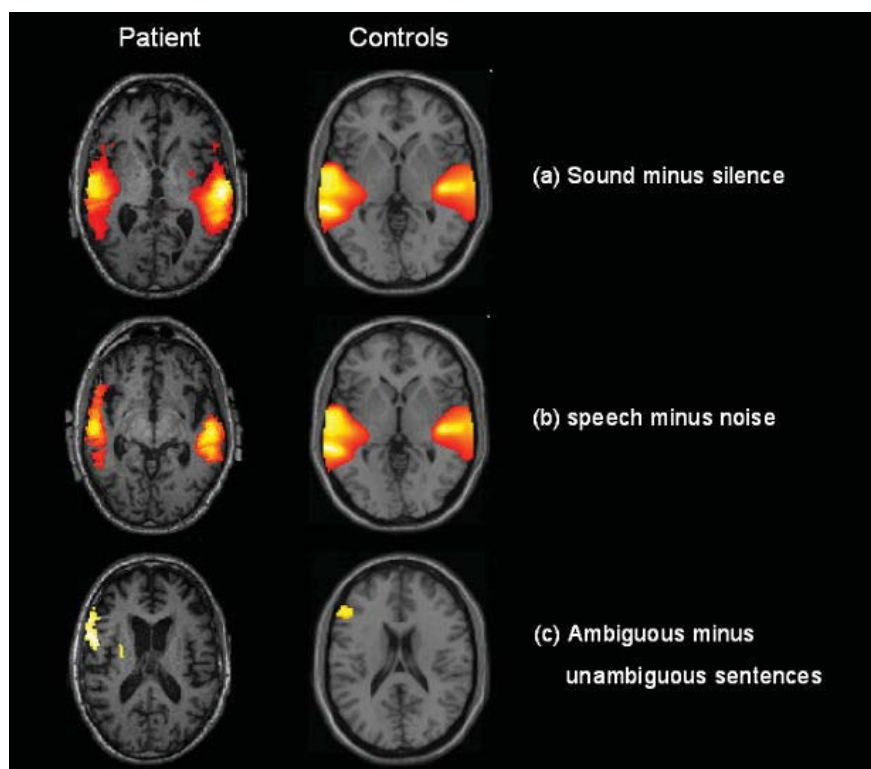 Patient Controls
(a) Sound minus silence
(b) speech minus noise
(c) Ambiguous minus
unambiguous sentences